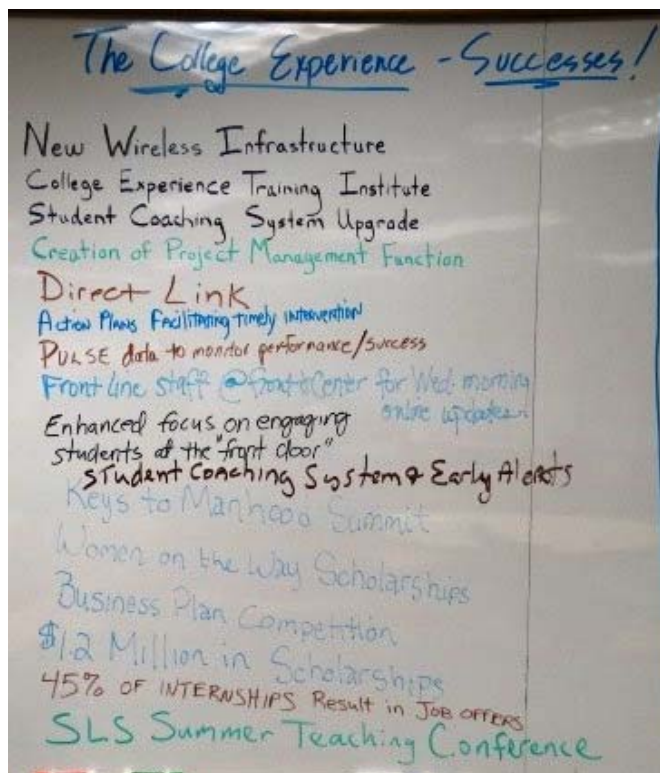 The College Experience - Successes!
New Wireless Infrastructure
College Experience Training Institute
Student Coaching System Upgrade
Creation of Project Management Function
Direct Link
Action Plans Facilitating timely intervention
PULSE data to monitor performance/success
Front line staff @ front & Center for Wed. morning
online updates.
Enhanced focus on engaging
students at the "front door"
Student Coaching System & Early Alerts
Keys to Manhood Summit
Women on the Way Scholarships
Business Plan Competition
$1.2 Million in Scholarships
45% OF INTERNSHIPS Result in JOB OFFERS
SLS Summer Teaching Conference